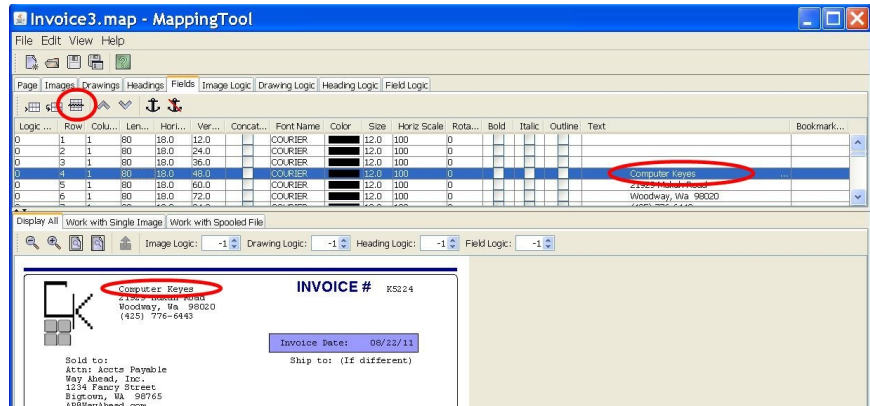 Invoice3.map - MappingTool
File Edit View Help
Page Images Drawings Headings Fields Image Logic Drawing Logic Heading Logic Field Logic
Logic ... Row Colu... Len... Hori... Ver... Concat... Font Name Color Size Horiz Scale Rota... Bold Italic Outline Text Bookmark...
0 1 1 80 18.0 12.0 COURIER 12.0 100 0
0 2 1 80 18.0 24.0 COURIER 12.0 100 0
0 3 1 80 18.0 36.0 COURIER 12.0 100 0
0 4 1 80 18.0 48.0 COURIER 12.0 100 0 Computer Keyes ...
0 5 1 80 18.0 60.0 COURIER 12.0 100 0 21929 Makah Road
0 6 1 80 18.0 72.0 COURIER 12.0 100 0 Woodway, Wa 98020
Display All Work with Single Image Work with Spooled File
Image Logic: -1 Drawing Logic: -1 Heading Logic: -1 Field Logic: -1
INVOICE # K5224
Computer Keyes
21929 Makah Road
Woodway, Wa 98020
(425) 776-6443
Invoice Date: 08/22/11
Sold to: Ship to: (If different)
Attn: Accts Payable
Way Ahead, Inc.
1234 Fancy Street
Bigtown, WA 98765
AP@WayAhead.com